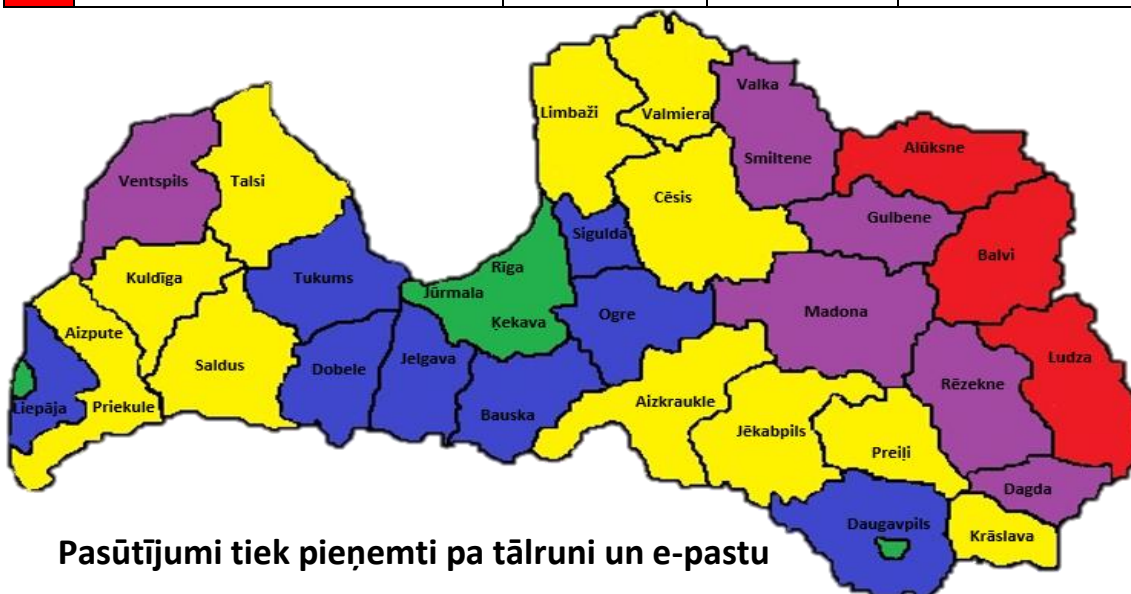 Valka
Limbaži
Valmiera
Alūksne
Smiltene
Ventspils
Talsi
Cēsis
Gulbene
Sigulda
Balvi
Rīga
Kuldīga
Tukums
Jūrmala
Madona
Ogre
Ķekava
Aizpute
Ludza
Saldus
Dobele
Jelgava
Rēzekne
Liepāja
Priekule
Bauska
Aizkraukle
Jēkabpils
Preiļi
Dagda
Daugavpils
Krāslava
Pasūtījumi tiek pieņemti pa tālruni un e-pastu